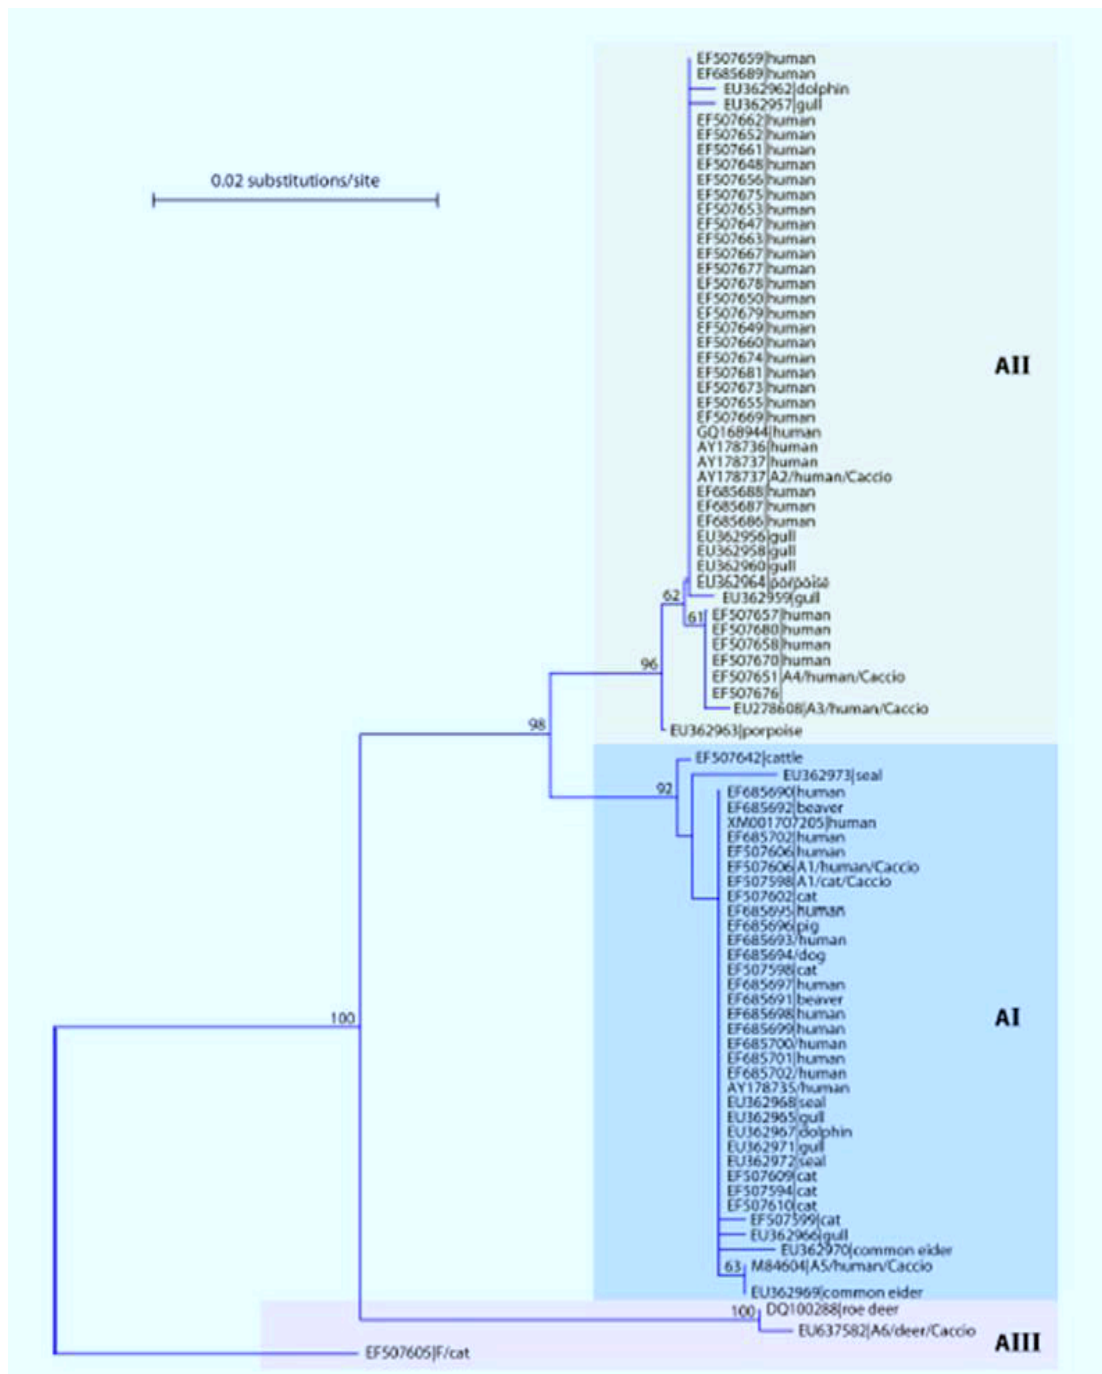 0.02 substitutions/site
EF507659|human
EF685689|human
EU362962|dolphin
EU362957|gull
EF507662|human
EF507652|human
EF507661|human
EF507648|human
EF507656|human
EF507675|human
EF507653|human
EF507647|human
EF507663|human
EF507667|human
EF507677|human
EF507678|human
EF507650|human
EF507679|human
EF507649|human
EF507660|human
EF507674|human
EF507681|human
EF507673|human
EF507655|human
EF507669|human
GQ168944|human
AY178736|human
AY178737|human
AY178737|A2/human/Caccio
EF685688|human
EF685687|human
EF685686|human
EU362956|gull
EU362958|gull
EU362960|gull
EU362964|porpoise
EU362959|gull
EF507657|human
EF507680|human
EF507658|human
EF507670|human
EF507651|A4/human/Caccio
EF507676|
EU278608|A3/human/Caccio
EU362963|porpoise
AII
62
61
96
98
EF507642|cattle
EU362973|seal
92
EF685690|human
EF685692|beaver
XM001707205|human
EF685702|human
EF507606|human
EF507606|A1/human/Caccio
EF507598|A1/cat/Caccio
EF507602|cat
EF685695|human
EF685696|pig
EF685693/human
EF685694/dog
EF507598|cat
EF685697|human
EF685691|beaver
EF685698|human
EF685699|human
EF685700/human
EF685701|human
EF685702/human
AY178735/human
EU362968|seal
EU362965|gull
EU362967|dolphin
EU362971|gull
EU362972|seal
EF507609|cat
EF507594|cat
EF507610|cat
EF507599|cat
EU362966|gull
EU362970|common eider
63
M84604|A5/human/Caccio
EU362969|common eider
AI
100
100
DQ100288|roe deer
EU637582|A6/deer/Caccio
AIII
EF507605|F/cat